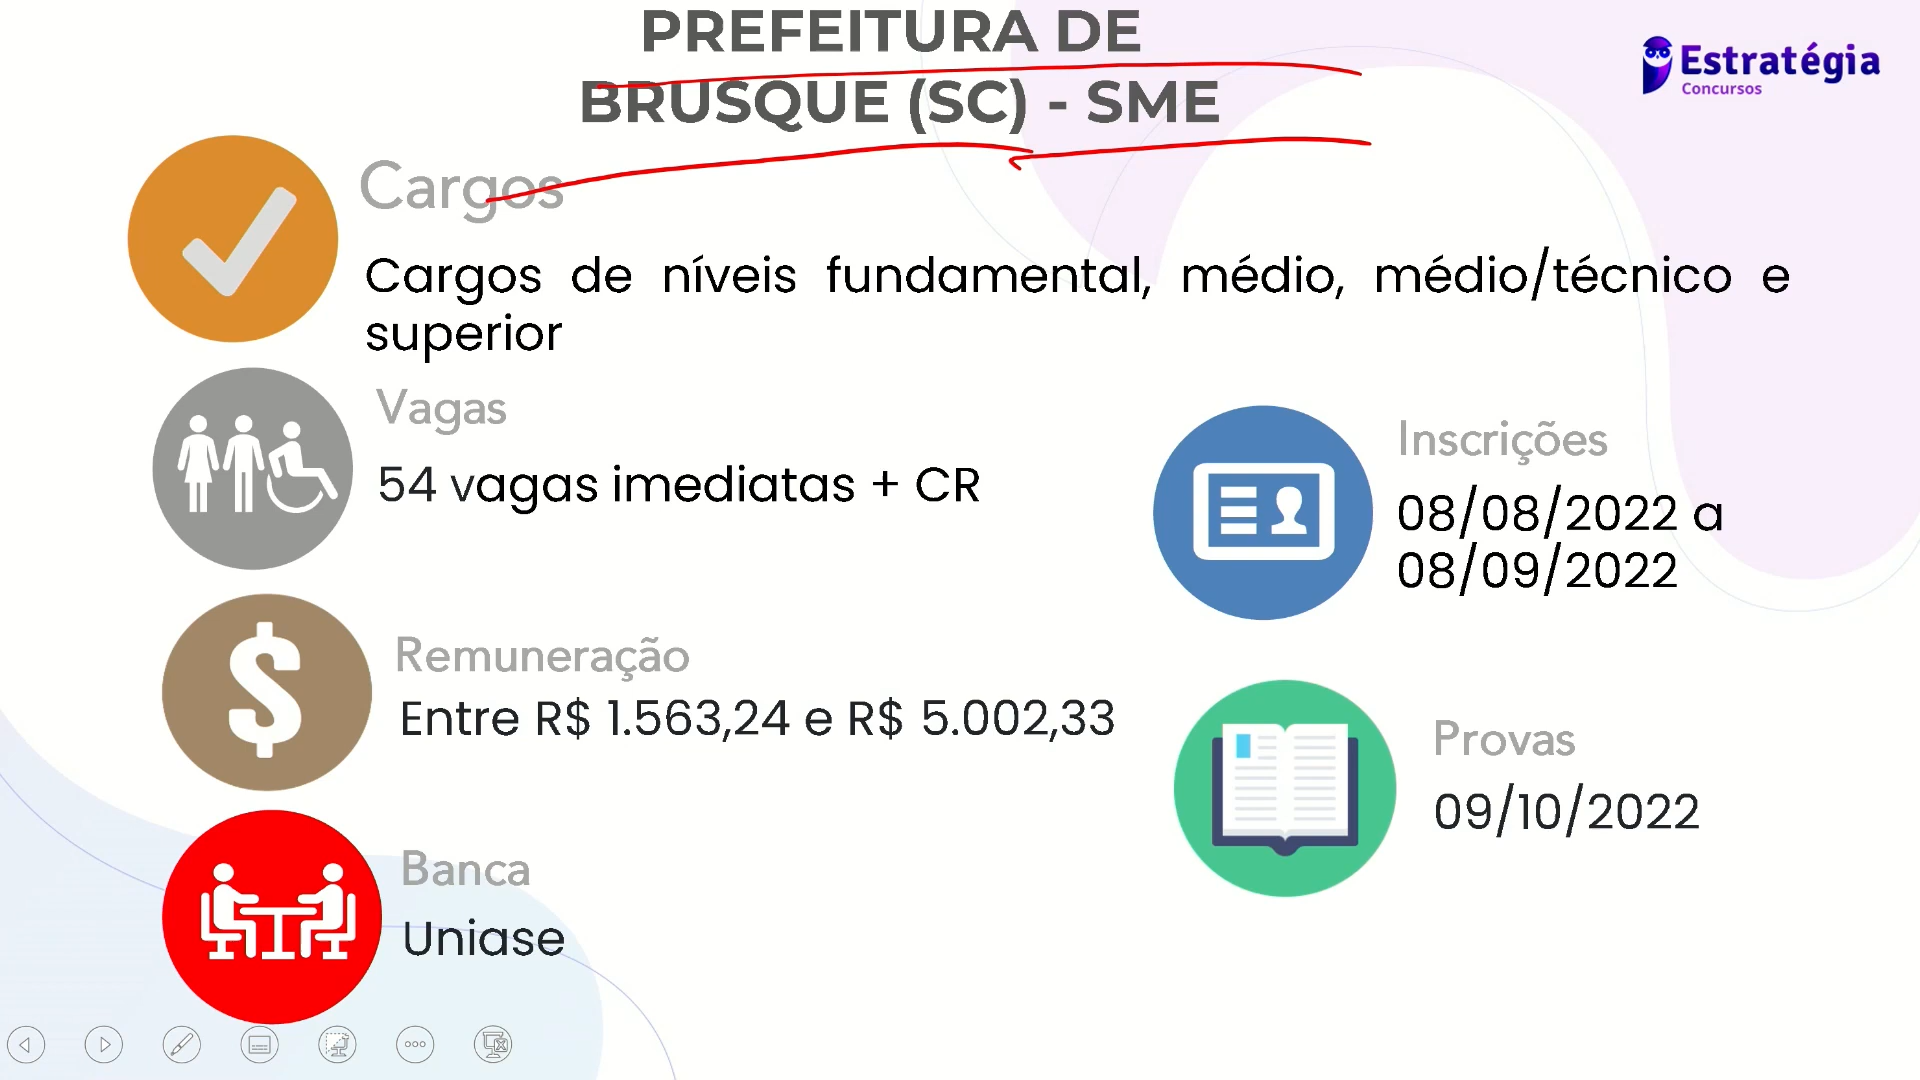 PREFEITURA DE
BRUSQUE (SC) - SME
Estratégia
Concursos
Cargos
Cargos de níveis fundamental, médio, médio/técnico e
superior
Vagas
54 vagas imediatas + CR
Inscrições
08/08/2022 a
08/09/2022
Remuneração
Entre R$ 1.563,24 e R$ 5.002,33
Provas
09/10/2022
Banca
Uniase